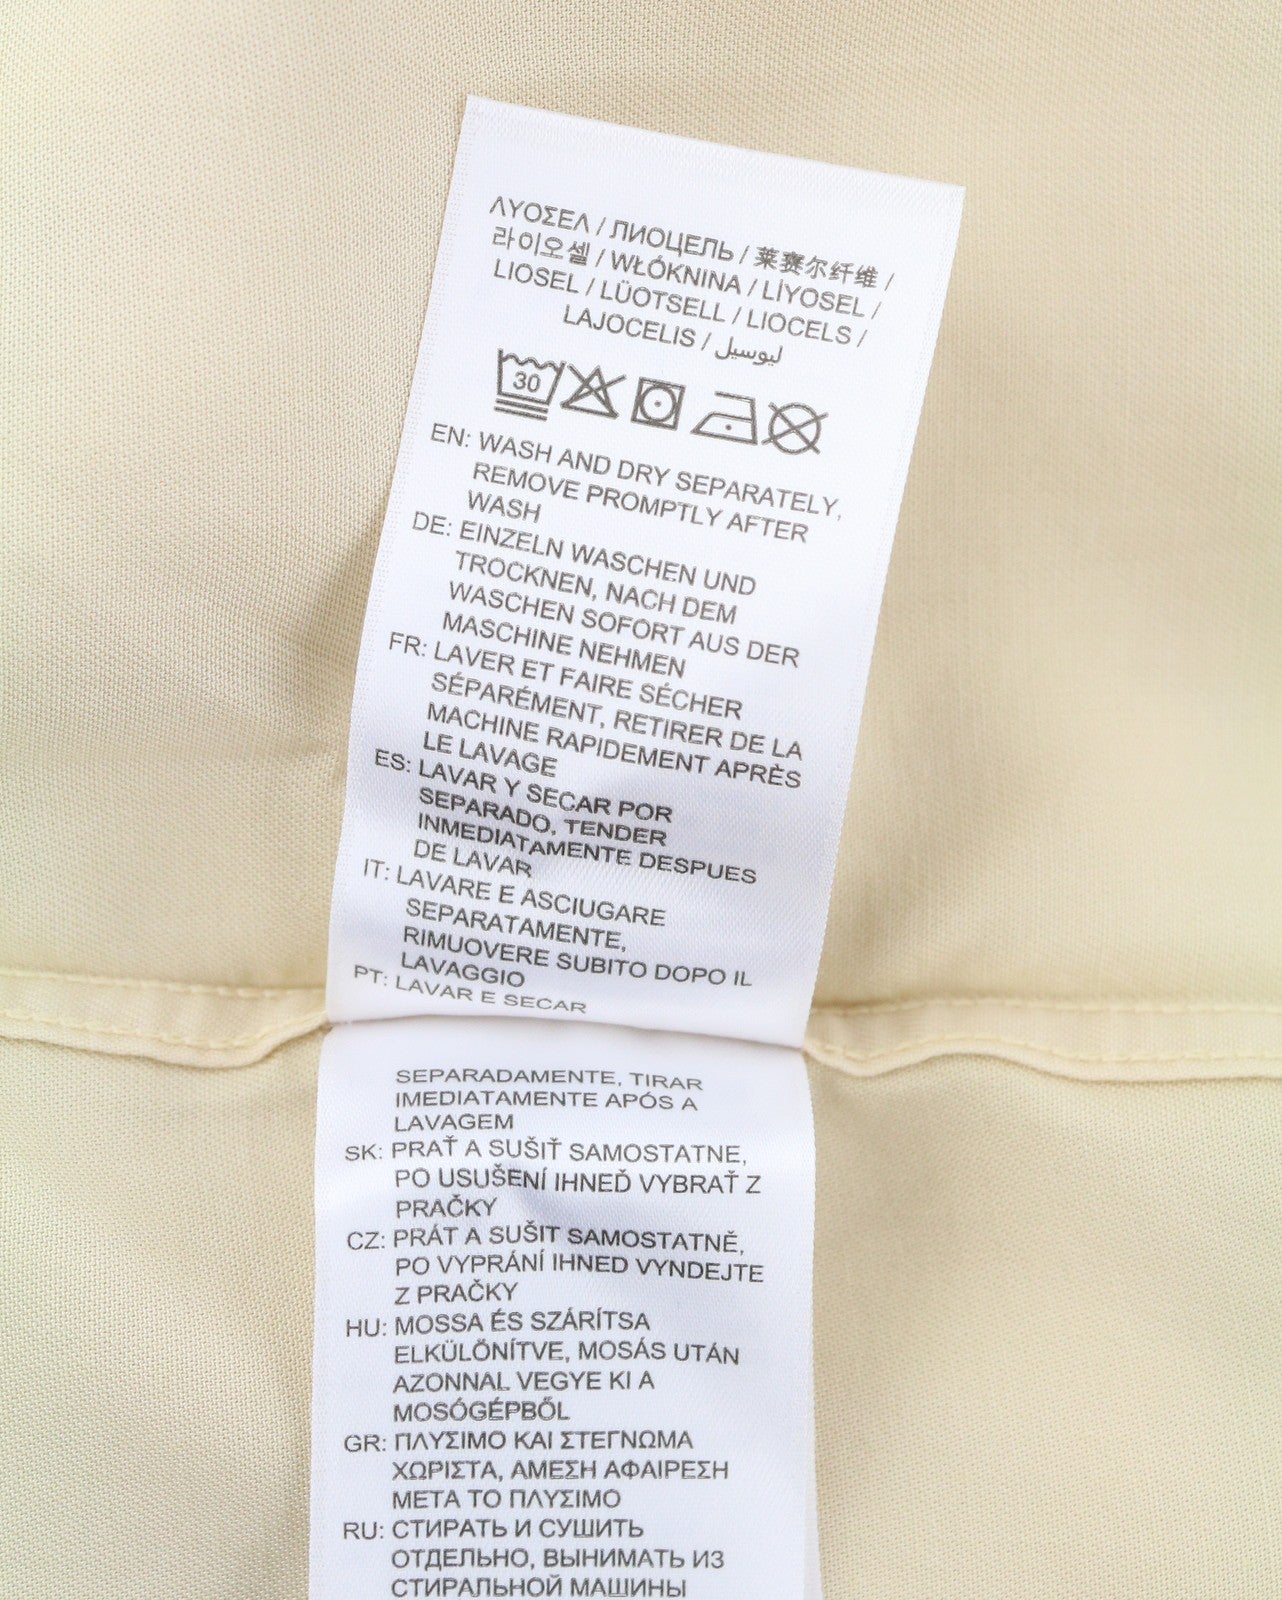 ΛΥΟΣΕΛ / ЛИОЦЕЛЬ / 莱赛尔纤维 /
라이오셀 / WŁÓKNINA / LİYOSEL /
LIOSEL / LÜOTSELL / LIOCELS /
LAJOCELIS / ليوسيل
30
EN: WASH AND DRY SEPARATELY,
REMOVE PROMPTLY AFTER
WASH
DE: EINZELN WASCHEN UND
TROCKNEN, NACH DEM
WASCHEN SOFORT AUS DER
MASCHINE NEHMEN
FR: LAVER ET FAIRE SÉCHER
SÉPARÉMENT, RETIRER DE LA
MACHINE RAPIDEMENT APRÈS
LE LAVAGE
ES: LAVAR Y SECAR POR
SEPARADO, TENDER
INMEDIATAMENTE DESPUES
DE LAVAR
IT: LAVARE E ASCIUGARE
SEPARATAMENTE,
RIMUOVERE SUBITO DOPO IL
LAVAGGIO
PT: LAVAR E SECAR
SEPARADAMENTE, TIRAR
IMEDIATAMENTE APÓS A
LAVAGEM
SK: PRAŤ A SUŠIŤ SAMOSTATNE,
PO USUŠENÍ IHNEĎ VYBRAŤ Z
PRAČKY
CZ: PRÁT A SUŠIT SAMOSTATNĚ,
PO VYPRÁNÍ IHNED VYNDEJTE
Z PRAČKY
HU: MOSSA ÉS SZÁRÍTSA
ELKÜLÖNÍTVE, MOSÁS UTÁN
AZONNAL VEGYE KI A
MOSÓGÉPBŐL
GR: ΠΛΥΣΙΜΟ ΚΑΙ ΣΤΕΓΝΩΜΑ
ΧΩΡΙΣΤΑ, ΑΜΕΣΗ ΑΦΑΙΡΕΣΗ
ΜΕΤΑ ΤΟ ΠΛΥΣΙΜΟ
RU: СТИРАТЬ И СУШИТЬ
ОТДЕЛЬНО, ВЫНИМАТЬ ИЗ
СТИРАЛЬНОЙ МАШИНЫ